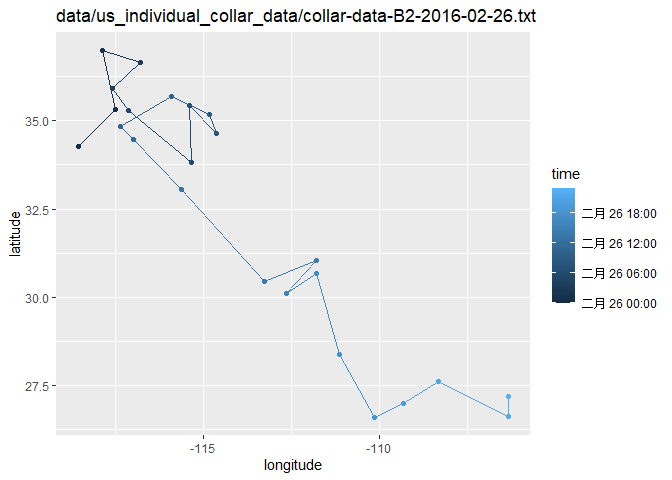 data/us_individual_collar_data/collar-data-B2-2016-02-26.txt
35.0
32.5
30.0
27.5
latitude
-115
-110
longitude
time
二月 26 18:00
二月 26 12:00
二月 26 06:00
二月 26 00:00